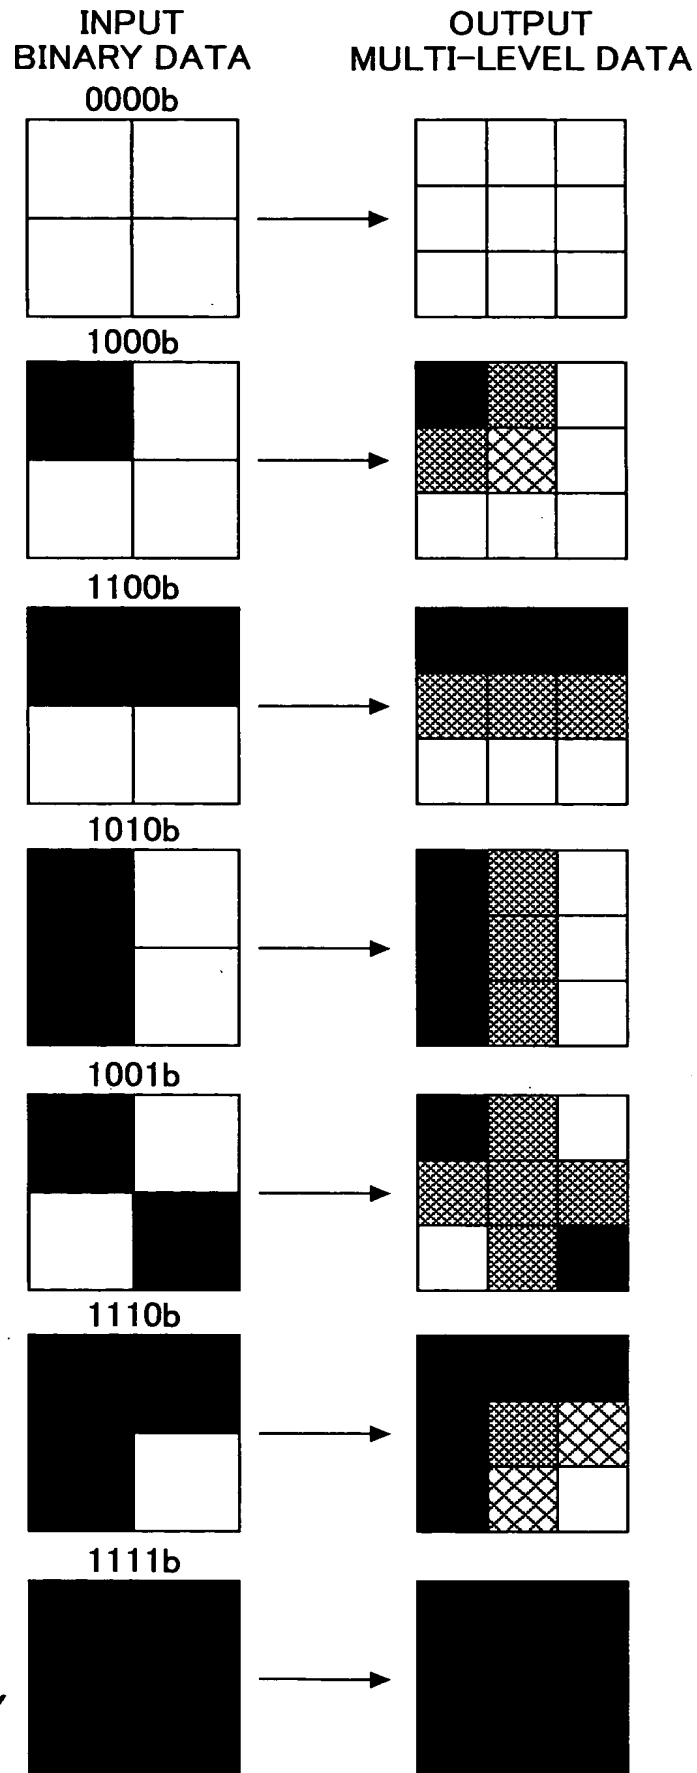 INPUT
BINARY DATA
OUTPUT
MULTI-LEVEL DATA
0000b
1000b
1100b
1010b
1001b
1110b
1111b